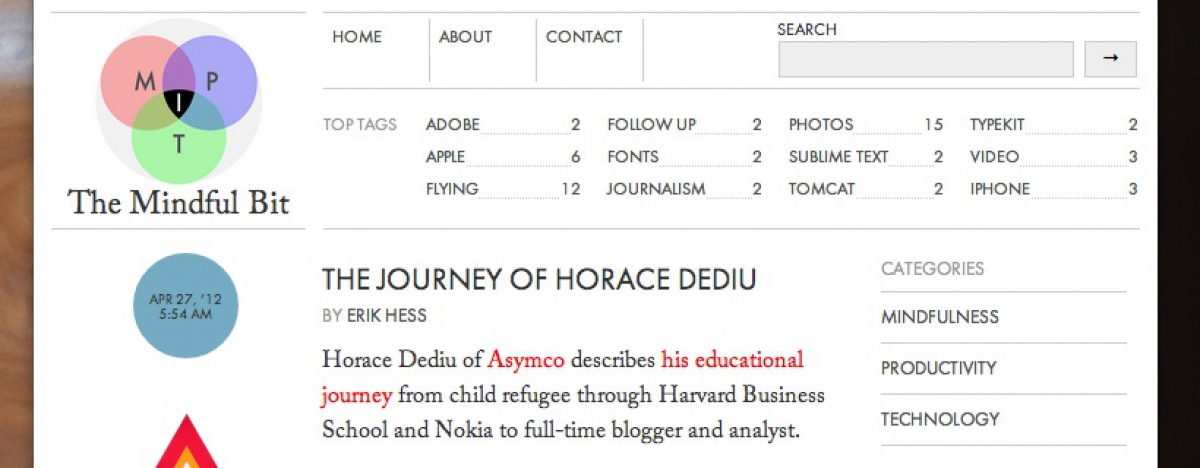 M P
I
T
The Mindful Bit
HOME ABOUT CONTACT
SEARCH
→
TOP TAGS ADOBE 2 FOLLOW UP 2 PHOTOS 15 TYPEKIT 2
APPLE 6 FONTS 2 SUBLIME TEXT 2 VIDEO 3
FLYING 12 JOURNALISM 2 TOMCAT 2 IPHONE 3
APR 27, '12
5:54 AM
THE JOURNEY OF HORACE DEDIU
BY ERIK HESS
Horace Dediu of Asymco describes his educational
journey from child refugee through Harvard Business
School and Nokia to full-time blogger and analyst.
CATEGORIES
MINDFULNESS
PRODUCTIVITY
TECHNOLOGY